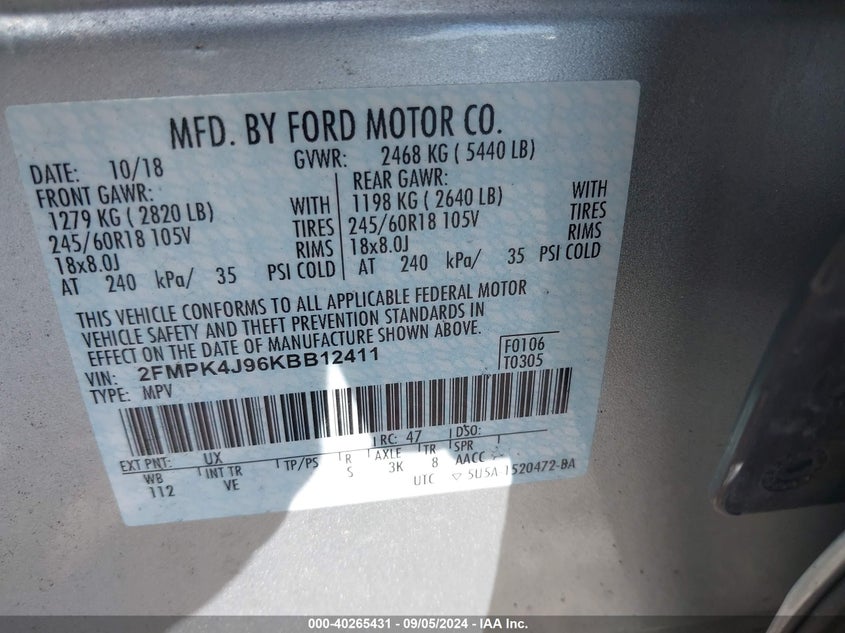 MFD. BY FORD MOTOR CO.
DATE: 10/18 GVWR: 2468 KG ( 5440 LB)
FRONT GAWR: REAR GAWR:
1279 KG ( 2820 LB) WITH 1198 KG ( 2640 LB) WITH
245/60R18 105V TIRES 245/60R18 105V TIRES
18x8.0J RIMS 18x8.0J RIMS
AT 240 kPa/ 35 PSI COLD AT 240 kPa/ 35 PSI COLD
THIS VEHICLE CONFORMS TO ALL APPLICABLE FEDERAL MOTOR
VEHICLE SAFETY AND THEFT PREVENTION STANDARDS IN
EFFECT ON THE DATE OF MANUFACTURE SHOWN ABOVE.
VIN: 2FMPK4J96KBB12411 F0106
TYPE: MPV T0305
EXT PNT: UX RC: 47 DSO:
WB INT TR TP/PS R AXLE TR SPR
112 VE S 3K 8 AACC
UTC ▽ 5U5A-1520472-BA
000-40265431 - 09/05/2024 - IAA Inc.